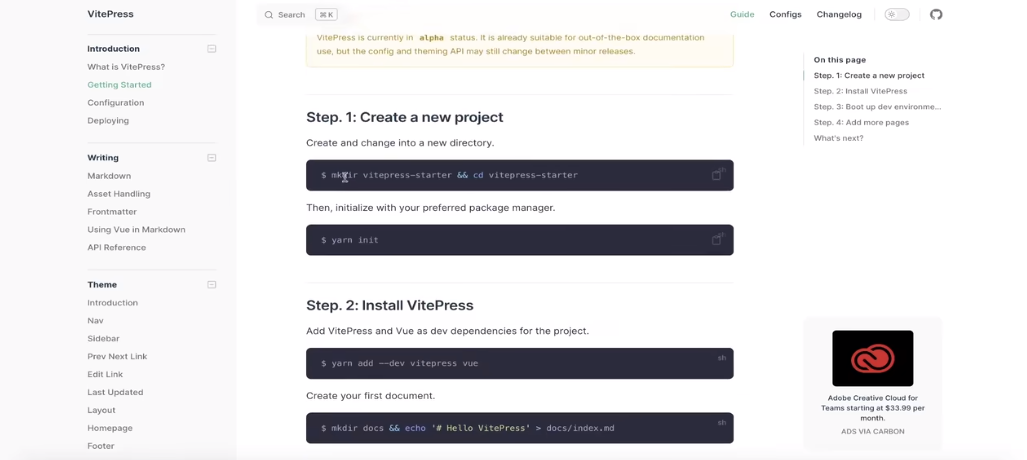 VitePress
Search ⌘ K
Guide Configs Changelog
Introduction
What is VitePress?
Getting Started
Configuration
Deploying
Writing
Markdown
Asset Handling
Frontmatter
Using Vue in Markdown
API Reference
Theme
Introduction
Nav
Sidebar
Prev Next Link
Edit Link
Last Updated
Layout
Homepage
Footer
VitePress is currently in alpha status. It is already suitable for out-of-the-box documentation
use, but the config and theming API may still change between minor releases.
Step. 1: Create a new project
Create and change into a new directory.
$ mkdir vitepress-starter && cd vitepress-starter
Then, initialize with your preferred package manager.
$ yarn init
Step. 2: Install VitePress
Add VitePress and Vue as dev dependencies for the project.
sh
$ yarn add --dev vitepress vue
Create your first document.
sh
$ mkdir docs && echo '# Hello VitePress' > docs/index.md
On this page
Step. 1: Create a new project
Step. 2: Install VitePress
Step. 3: Boot up dev environme...
Step. 4: Add more pages
What's next?
Adobe Creative Cloud for
Teams starting at $33.99 per
month.
ADS VIA CARBON